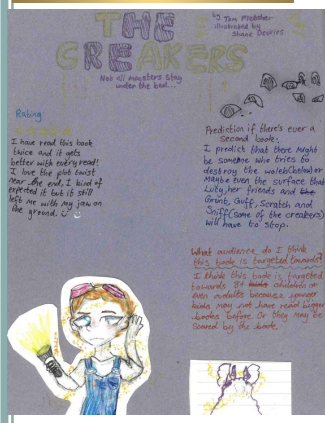 THE
CREAKERS
by Tom Fletcher
illustrated by
Shane Devries
Not all monsters stay
under the bed...
Rating
I have read this book
twice and it gets
better with every read!
I love the plot twist
near the end, I kind of
expected it but it still
left me with my jaw on
the ground.
Prediction if there's ever a
second book:
I predict that there might
be someone who tries to
destroy the woleb (below) or
maybe even the surface that
Lucy, her friends and
Grunt, Guff, Scratch and
Sniff (some of the creakers)
will have to stop.
What audience do I think
this book is targeted towards?
I think this book is targeted
towards 8+ children or
even adults because younger
may not have read bigger
books before. Or they may be
scared by the book.